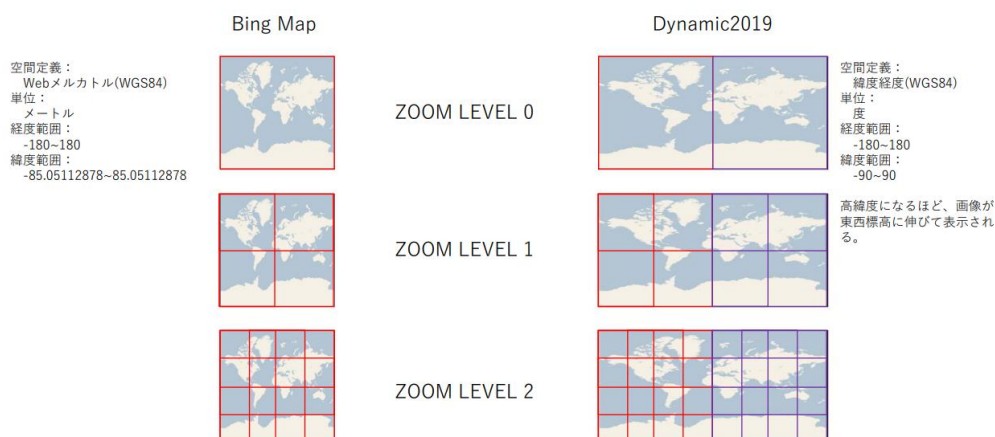 Bing Map
Dynamic2019
空間定義：
Webメルカトル(WGS84)
単位：
メートル
経度範囲：
-180~180
緯度範囲：
-85.05112878~85.05112878
ZOOM LEVEL 0
空間定義：
緯度経度(WGS84)
単位：
度
経度範囲：
-180~180
緯度範囲：
-90~90
高緯度になるほど、画像が
東西標高に伸びて表示され
る。
ZOOM LEVEL 1
ZOOM LEVEL 2